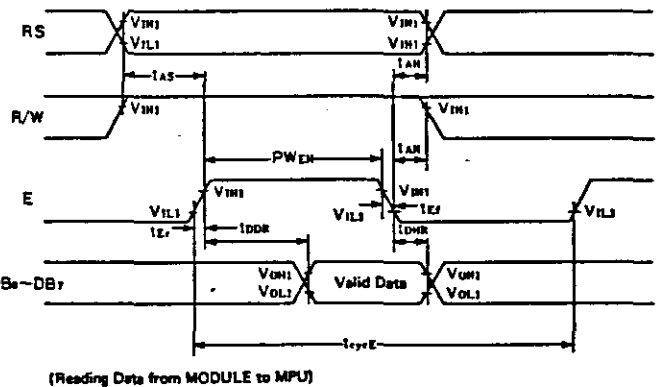 RS
VIH1
VIL1
VIH1
VIH1
tAS
tAH
R/W
VIH1
VIH1
tAH
PWEH
E
VIH1
VIH1
VIL1
VIL1
tEf
VIL1
tEr
tDDR
tDHR
B0~DB7
VOH1
VOL1
Valid Data
VOH1
VOL1
tcycE
(Reading Data from MODULE to MPU)